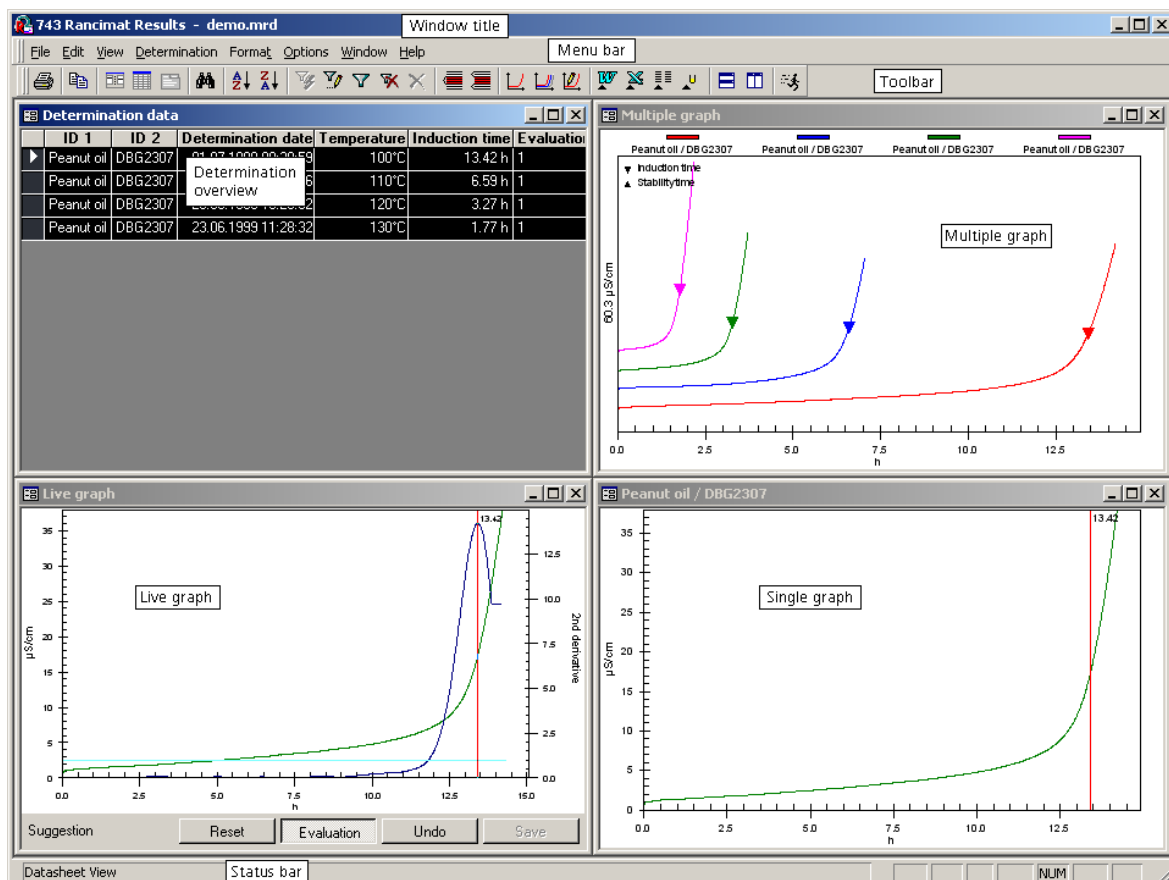 743 Rancimat Results - demo.mrd
Window title
File Edit View Determination Format Options Window Help
Menu bar
Toolbar
Determination data
ID 1 ID 2 Determination date Temperature Induction time Evaluation
Peanut oil DBG2307 100°C 13.42 h 1
Peanut oil DBG2307 110°C 6.59 h 1
Peanut oil DBG2307 120°C 3.27 h 1
Peanut oil DBG2307 23.06.1999 11:28:32 130°C 1.77 h 1
Determination
overview
Multiple graph
Peanut oil / DBG2307 Peanut oil / DBG2307 Peanut oil / DBG2307 Peanut oil / DBG2307
Induction time
Stability time
Multiple graph
60.3 µS/cm
0.0 2.5 5.0 7.5 10.0 12.5
h
Live graph
13.42
35
30
25
20
15
10
5
0
µS/cm
12.5
10.0
7.5
5.0
2.5
0.0
2nd derivative
Live graph
0.0 2.5 5.0 7.5 10.0 12.5 15.0
h
Suggestion Reset Evaluation Undo Save
Peanut oil / DBG2307
13.42
35
30
25
20
15
10
5
0
µS/cm
Single graph
0.0 2.5 5.0 7.5 10.0 12.5
h
Datasheet View
Status bar
NUM